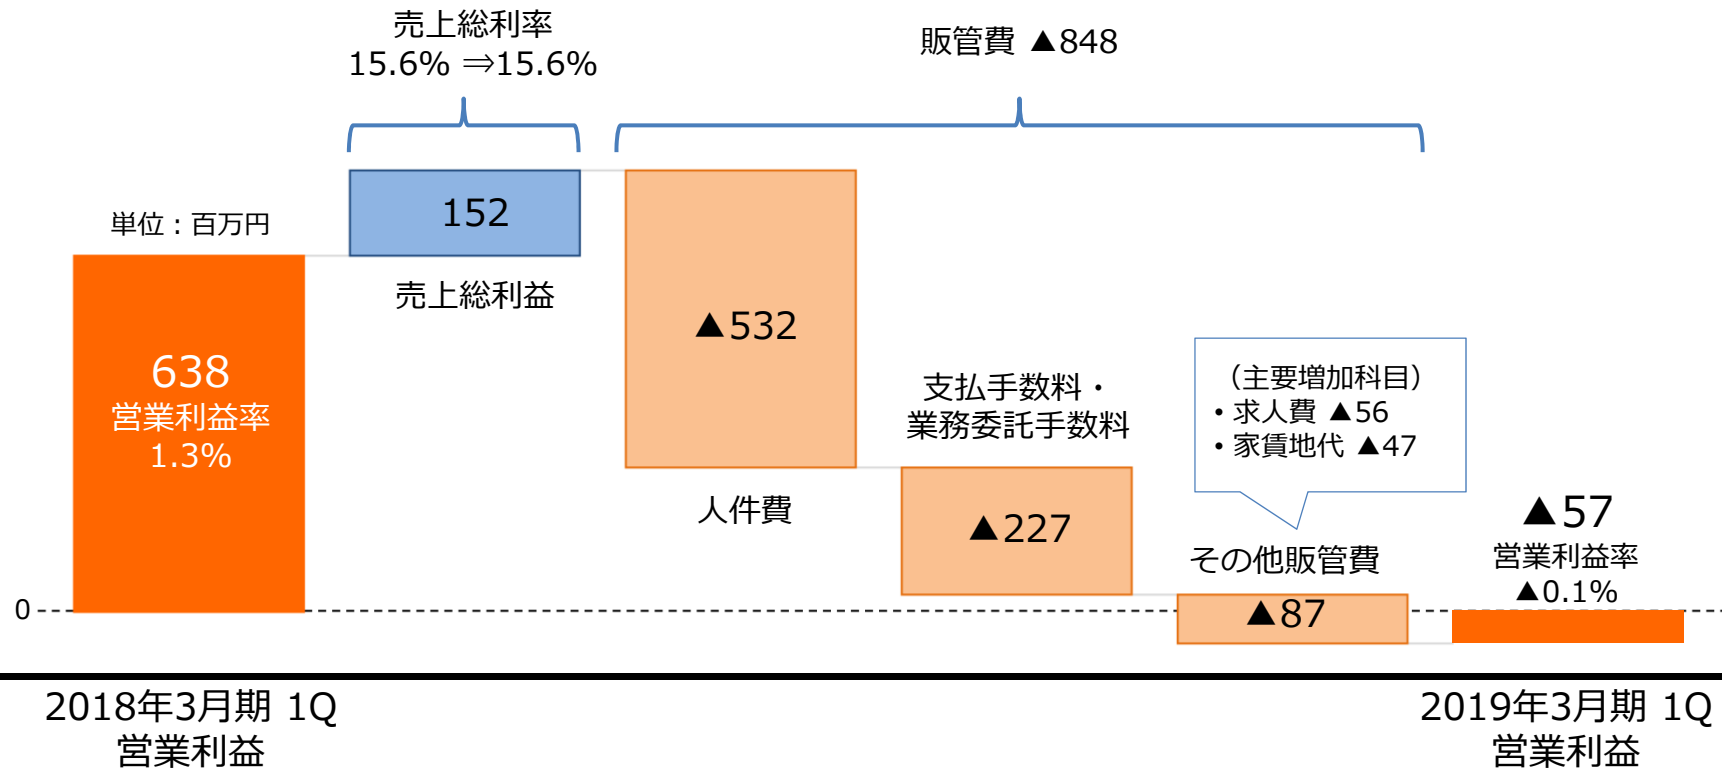 売上総利率
15.6% ⇒15.6%
販管費 ▲848
単位：百万円
152
売上総利益
638
営業利益率
1.3%
▲532
人件費
支払手数料・
業務委託手数料
▲227
（主要増加科目）
・求人費 ▲56
・家賃地代 ▲47
その他販管費
▲87
▲57
営業利益率
▲0.1%
0
2018年3月期 1Q
営業利益
2019年3月期 1Q
営業利益